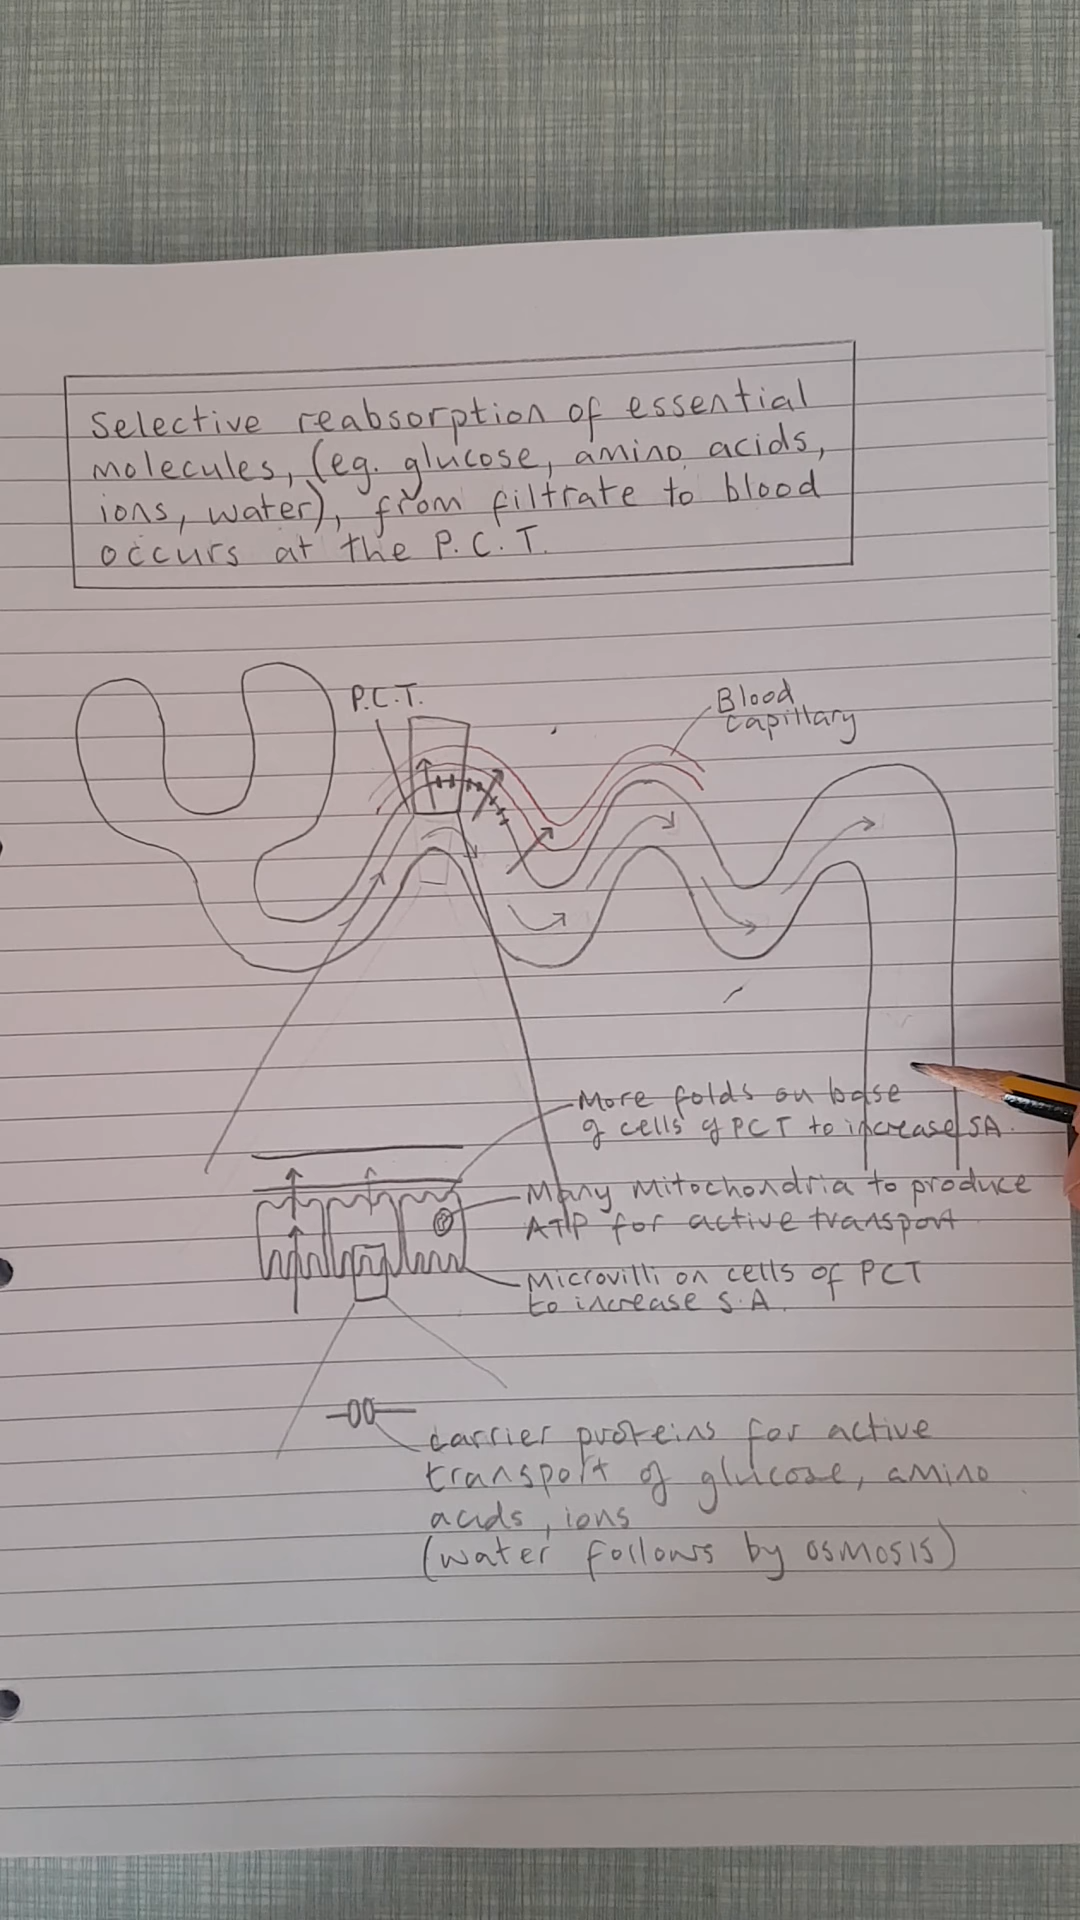 Selective reabsorption of essential
molecules, (eg. glucose, amino acids,
ions, water), from filtrate to blood
occurs at the P.C.T.
P.C.T.
Blood
capillary
More folds on base
of cells of PCT to increase SA.
Many mitochondria to produce
ATP for active transport
Microvilli on cells of PCT
to increase S.A.
Carrier proteins for active
transport of glucose, amino
acids, ions
(water follows by osmosis)